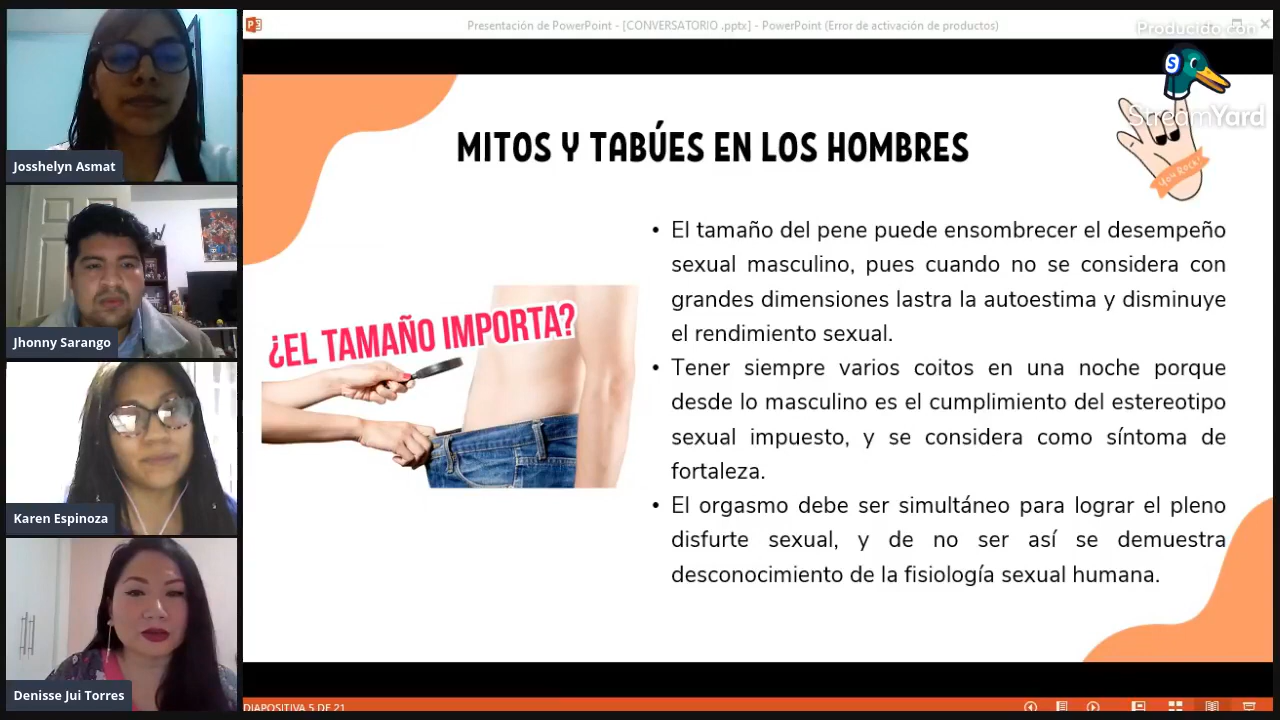 Presentación de PowerPoint - [CONVERSATORIO .pptx] - PowerPoint (Error de activación de productos)
Producido con
StreamYard
YOU ROCK!
MITOS Y TABÚES EN LOS HOMBRES
¿EL TAMAÑO IMPORTA?
• El tamaño del pene puede ensombrecer el desempeño
sexual masculino, pues cuando no se considera con
grandes dimensiones lastra la autoestima y disminuye
el rendimiento sexual.
• Tener siempre varios coitos en una noche porque
desde lo masculino es el cumplimiento del estereotipo
sexual impuesto, y se considera como síntoma de
fortaleza.
• El orgasmo debe ser simultáneo para lograr el pleno
disfurte sexual, y de no ser así se demuestra
desconocimiento de la fisiología sexual humana.
Josshelyn Asmat
Jhonny Sarango
Karen Espinoza
Denisse Jui Torres
DIAPOSITIVA 5 DE 21